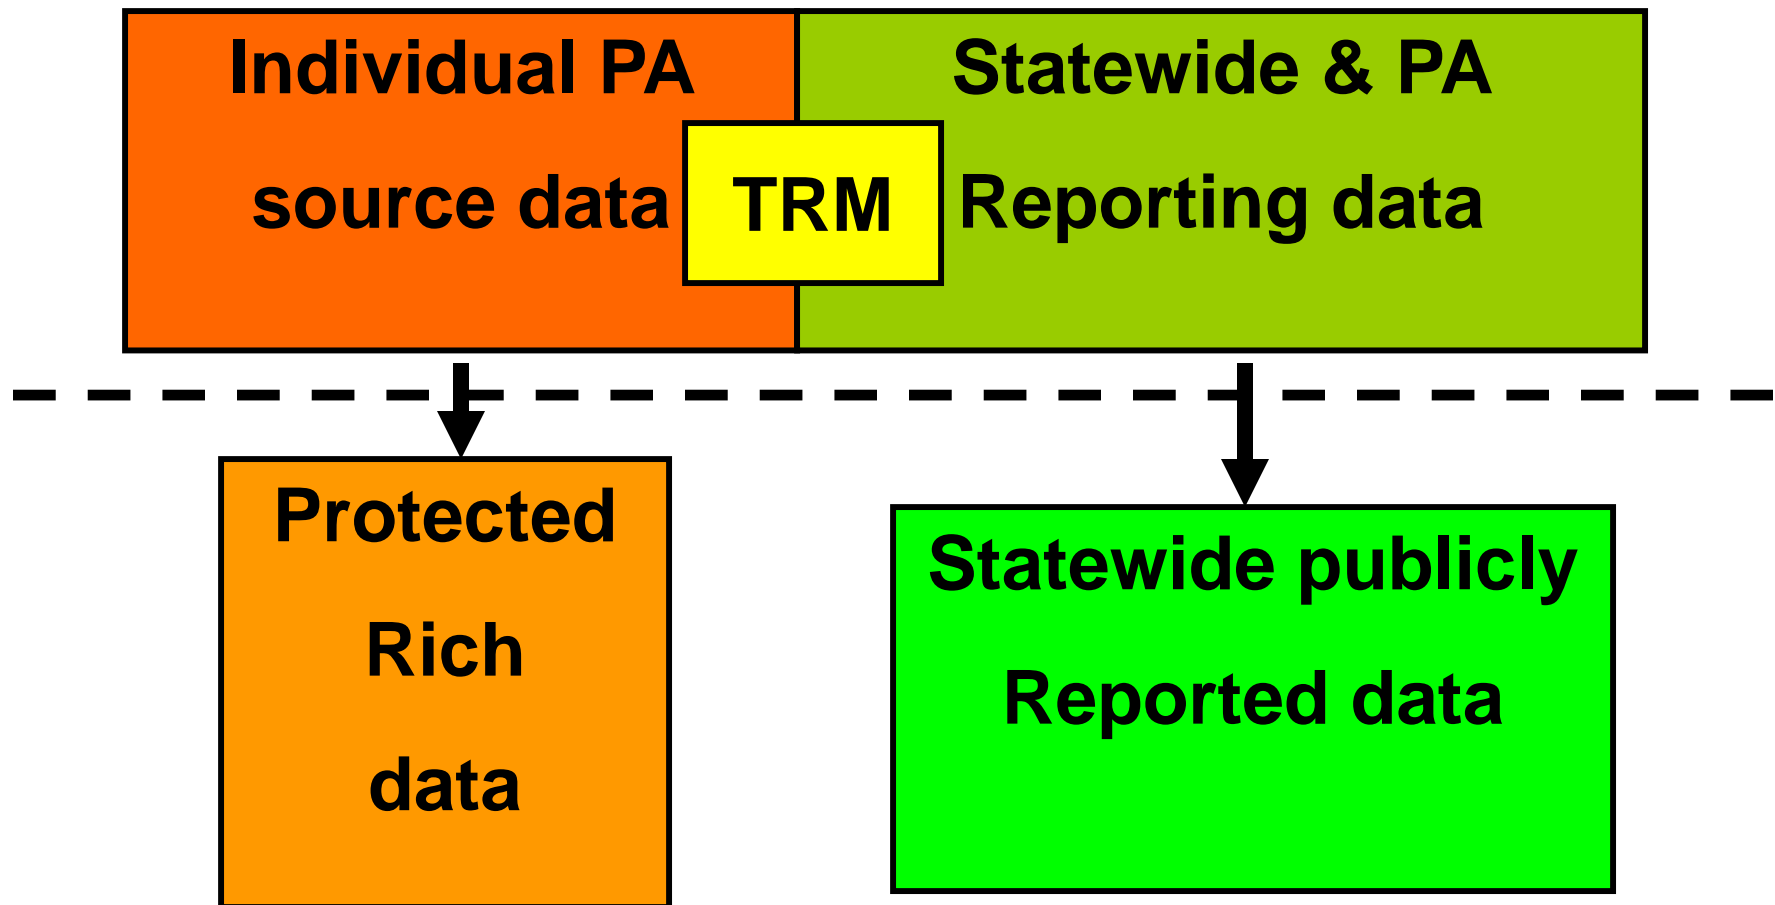 Individual PA
source data
TRM
Statewide & PA
Reporting data
Protected
Rich
data
Statewide publicly
Reported data